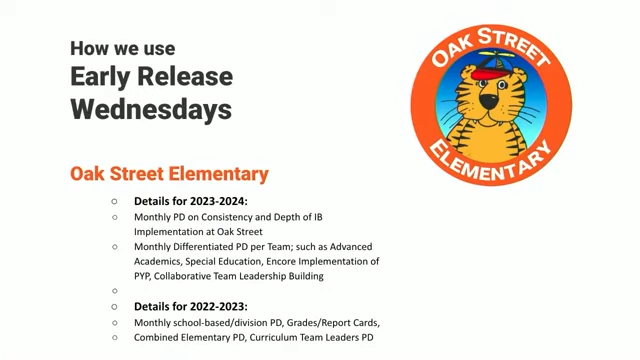 How we use
Early Release
Wednesdays
OAK STREET
ELEMENTARY
Oak Street Elementary
Details for 2023-2024:
Monthly PD on Consistency and Depth of IB
Implementation at Oak Street
Monthly Differentiated PD per Team; such as Advanced
Academics, Special Education, Encore Implementation of
PYP, Collaborative Team Leadership Building
Details for 2022-2023:
Monthly school-based/division PD, Grades/Report Cards,
Combined Elementary PD, Curriculum Team Leaders PD